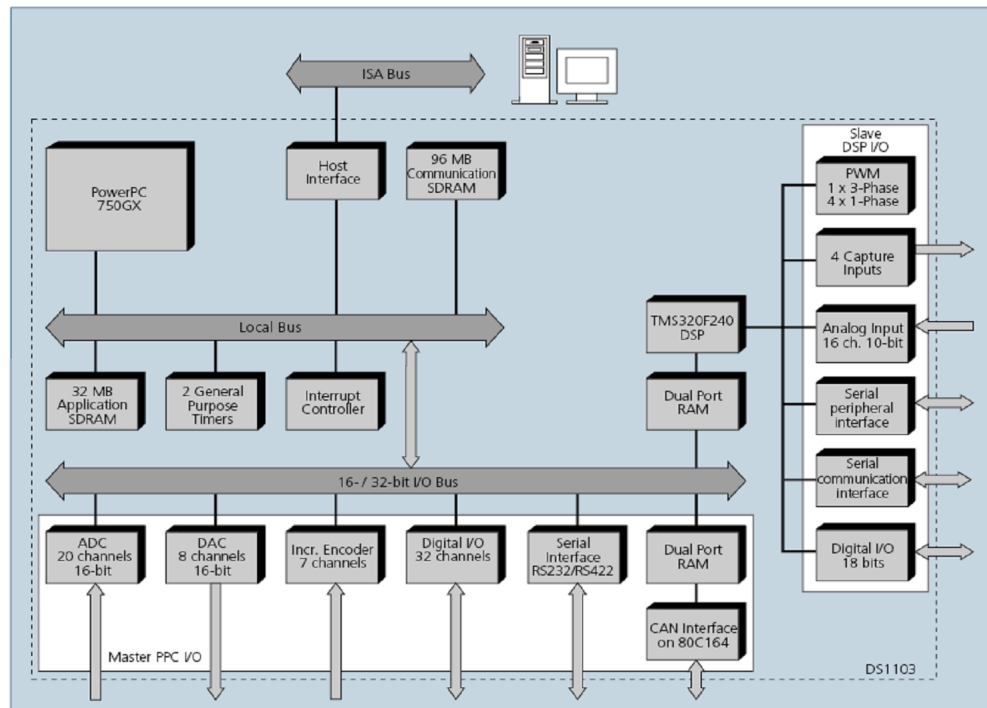 ISA Bus
PowerPC
750GX
Host
Interface
96 MB
Communication
SDRAM
Local Bus
32 MB
Application
SDRAM
2 General
Purpose
Timers
Interrupt
Controller
TMS320F240
DSP
Dual Port
RAM
16- / 32-bit I/O Bus
ADC
20 channels
16-bit
DAC
8 channels
16-bit
Incr. Encoder
7 channels
Digital I/O
32 channels
Serial
Interface
RS232/RS422
Dual Port
RAM
CAN Interface
on 80C164
Master PPC I/O
Slave
DSP I/O
PWM
1 x 3-Phase
4 x 1-Phase
4 Capture
Inputs
Analog Input
16 ch. 10-bit
Serial
peripheral
interface
Serial
communication
interface
Digital I/O
18 bits
DS1103